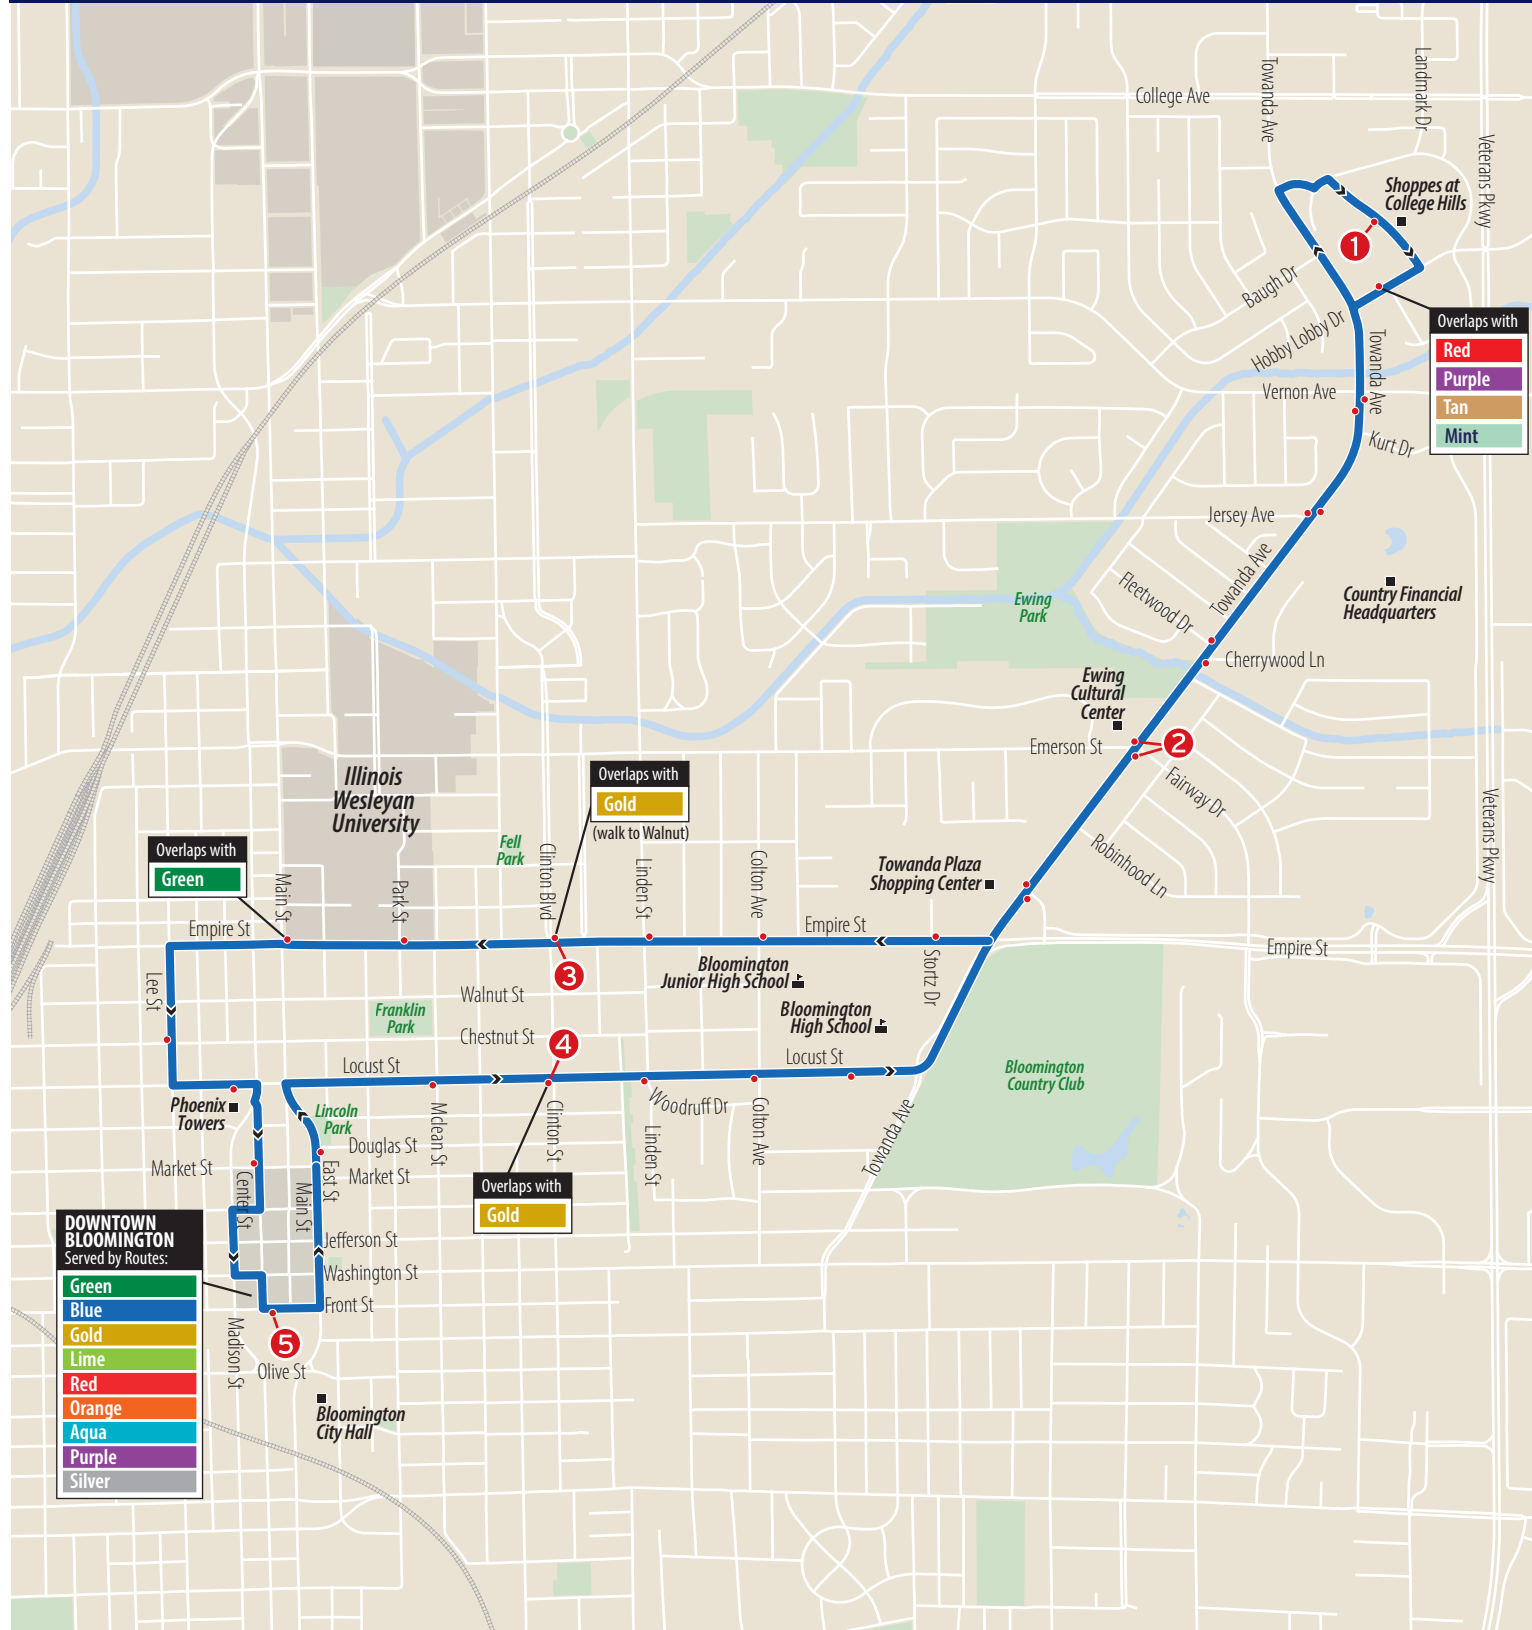 College Ave
Towanda Ave
Landmark Dr
Veterans Pkwy
Shoppes at
College Hills
1
Baugh Dr
Hobby Lobby Dr
Overlaps with
Red
Purple
Tan
Mint
Towanda Ave
Vernon Ave
Kurt Dr
Jersey Ave
Towanda Ave
Fleetwood Dr
Country Financial
Headquarters
Ewing
Park
Cherrywood Ln
Ewing
Cultural
Center
Emerson St
2
Fairway Dr
Veterans Pkwy
Robinhood Ln
Illinois
Wesleyan
University
Overlaps with
Gold
(walk to Walnut)
Fell
Park
Clinton Blvd
Linden St
Colton Ave
Towanda Plaza
Shopping Center
Overlaps with
Green
Main St
Park St
Empire St
Empire St
Empire St
Lee St
3
Bloomington
Junior High School
Stortz Dr
Walnut St
Franklin
Park
Bloomington
High School
Chestnut St
4
Locust St
Locust St
Bloomington
Country Club
Phoenix
Towers
Lincoln
Park
Mclean St
Clinton St
Woodruff Dr
Linden St
Colton Ave
Towanda Ave
Douglas St
Market St
Market St
Center St
Main St
East St
Overlaps with
Gold
Jefferson St
Washington St
Front St
DOWNTOWN
BLOOMINGTON
Served by Routes:
Green
Blue
Gold
Lime
Red
Orange
Aqua
Purple
Silver
Madison St
5
Olive St
Bloomington
City Hall